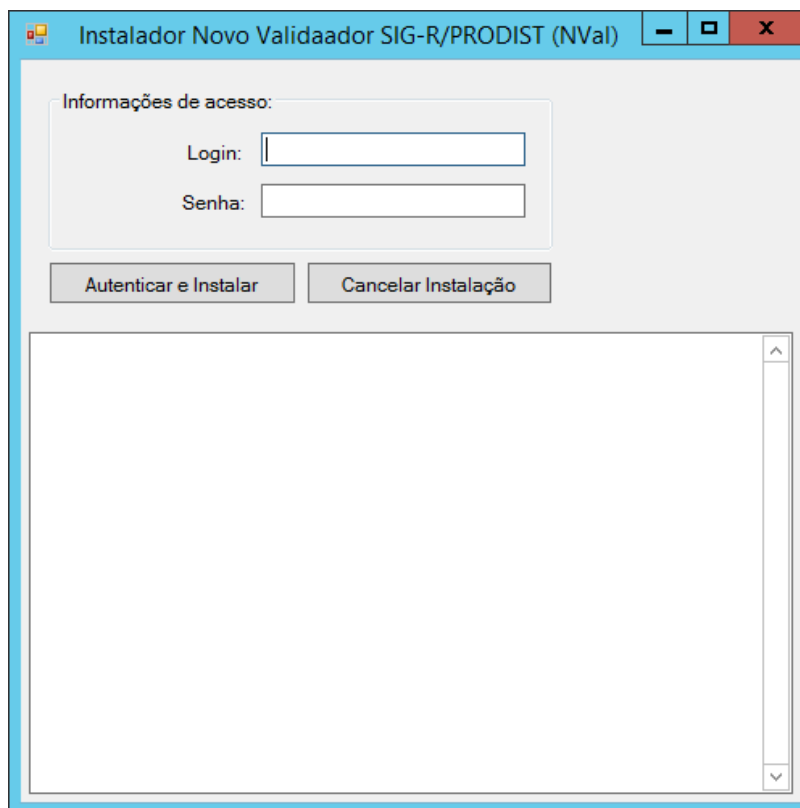 Instalador Novo Validaador SIG-R/PRODIST (NVal)
Informações de acesso:
Login:
Senha:
Autenticar e Instalar
Cancelar Instalação